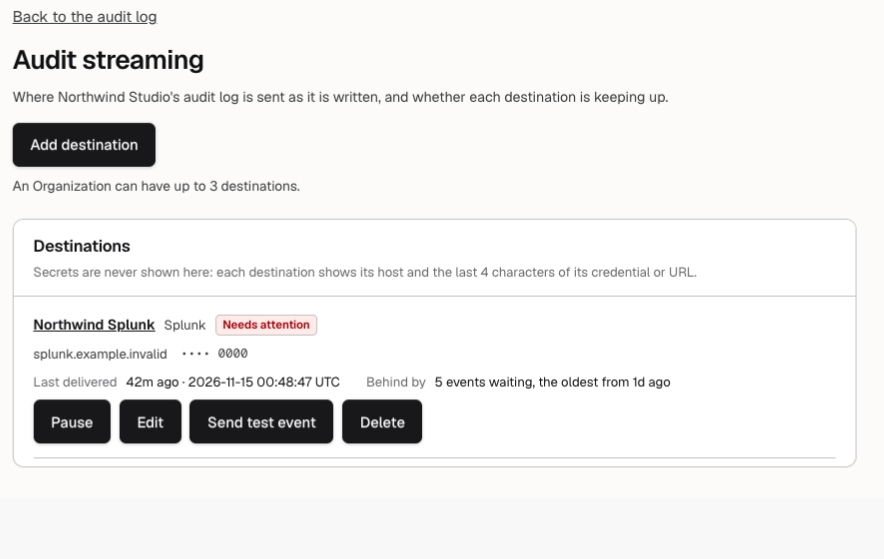 Back to the audit log
Audit streaming
Where Northwind Studio's audit log is sent as it is written, and whether each destination is keeping up.
Add destination
An Organization can have up to 3 destinations.
Destinations
Secrets are never shown here: each destination shows its host and the last 4 characters of its credential or URL.
Northwind Splunk Splunk Needs attention
splunk.example.invalid •••• 0000
Last delivered 42m ago · 2026-11-15 00:48:47 UTC Behind by 5 events waiting, the oldest from 1d ago
Pause Edit Send test event Delete